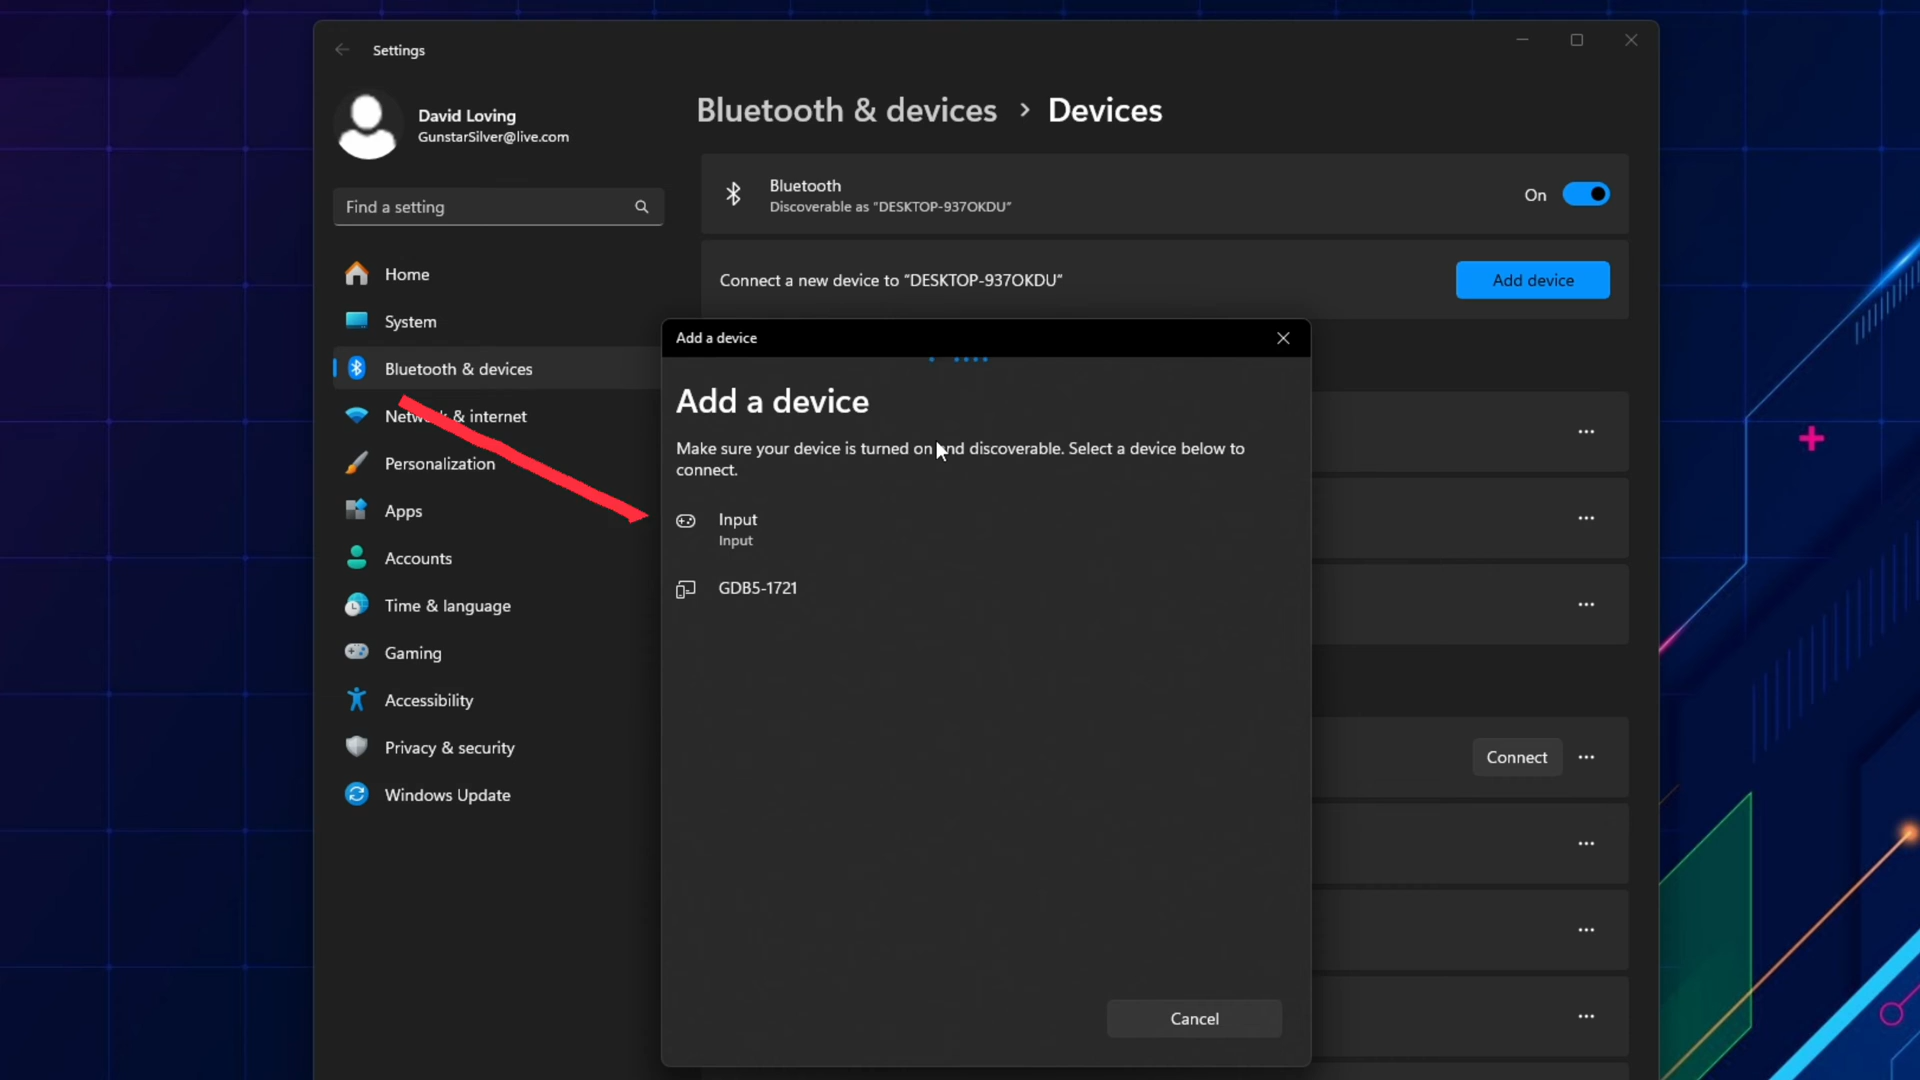 Settings
David Loving
GunstarSilver@live.com
Find a setting
Home
System
Bluetooth & devices
Network & internet
Personalization
Apps
Accounts
Time & language
Gaming
Accessibility
Privacy & security
Windows Update
Bluetooth & devices > Devices
Bluetooth
Discoverable as "DESKTOP-937OKDU"
On
Connect a new device to "DESKTOP-937OKDU"
Add device
Add a device
Add a device
Make sure your device is turned on and discoverable. Select a device below to
connect.
Input
Input
GDB5-1721
Cancel
Connect